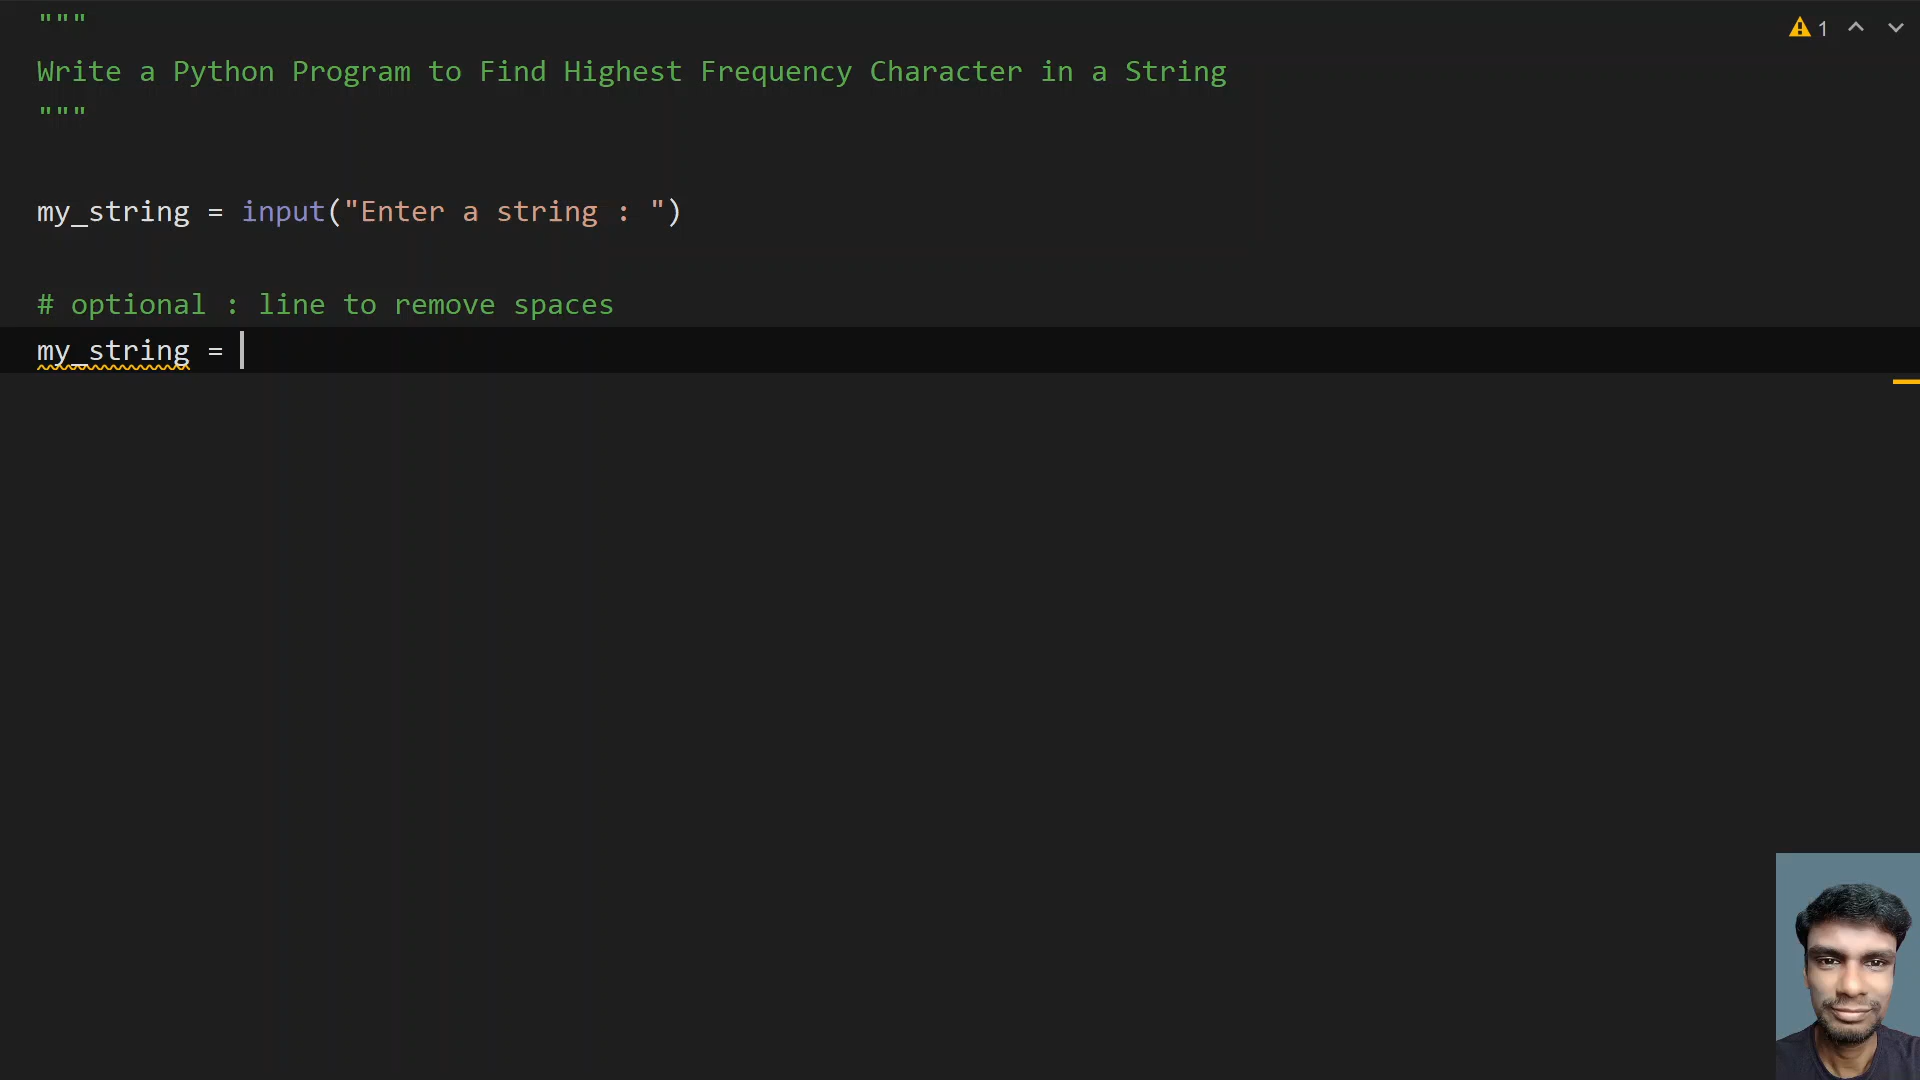 """
1
Write a Python Program to Find Highest Frequency Character in a String
"""
my_string = input("Enter a string : ")
# optional : line to remove spaces
my_string =